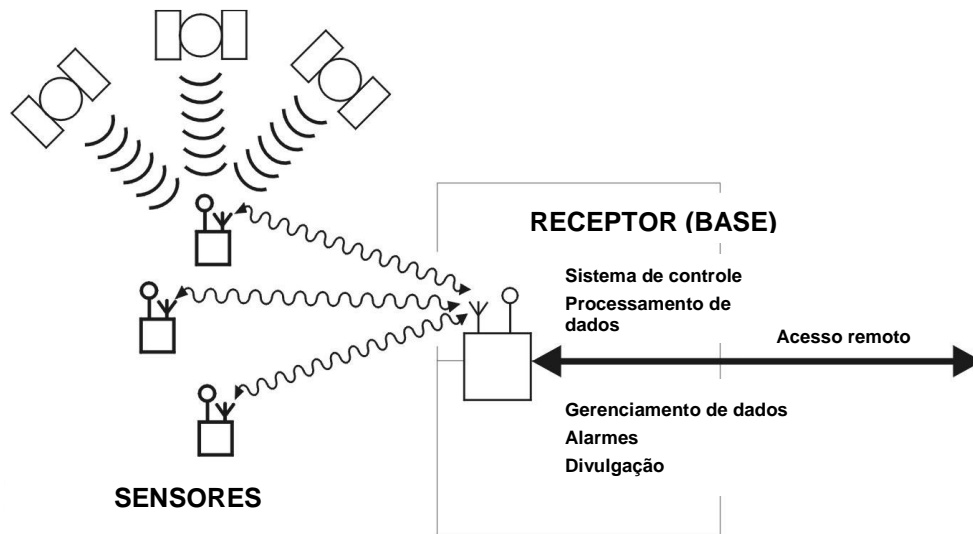 RECEPTOR (BASE)
Sistema de controle
Processamento de
dados
Acesso remoto
Gerenciamento de dados
Alarmes
Divulgação
SENSORES